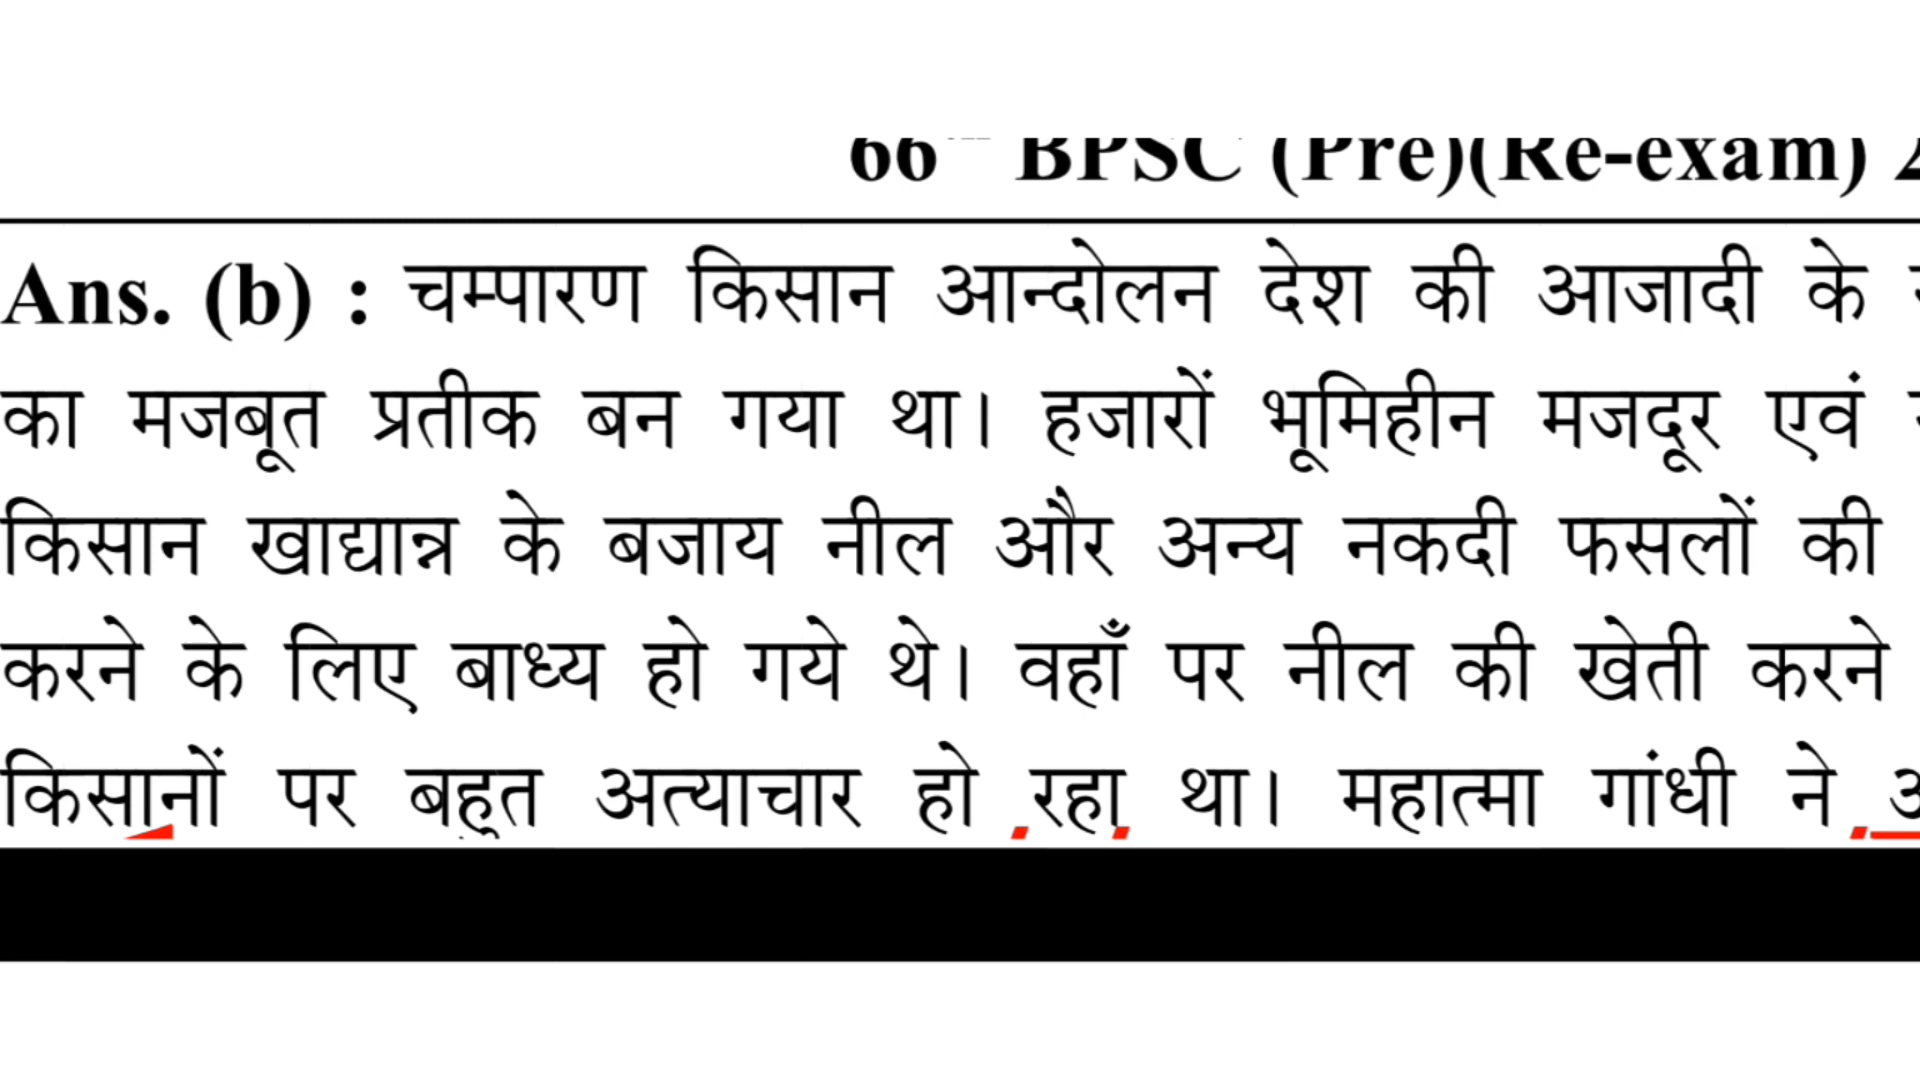 66 BPSC (Pre)(Re-exam)
Ans. (b) : चम्पारण किसान आन्दोलन देश की आजादी के
का मजबूत प्रतीक बन गया था। हजारों भूमिहीन मजदूर एवं
किसान खाद्यान्न के बजाय नील और अन्य नकदी फसलों की
करने के लिए बाध्य हो गये थे। वहाँ पर नील की खेती करने
किसानों पर बहुत अत्याचार हो रहा था। महात्मा गांधी ने